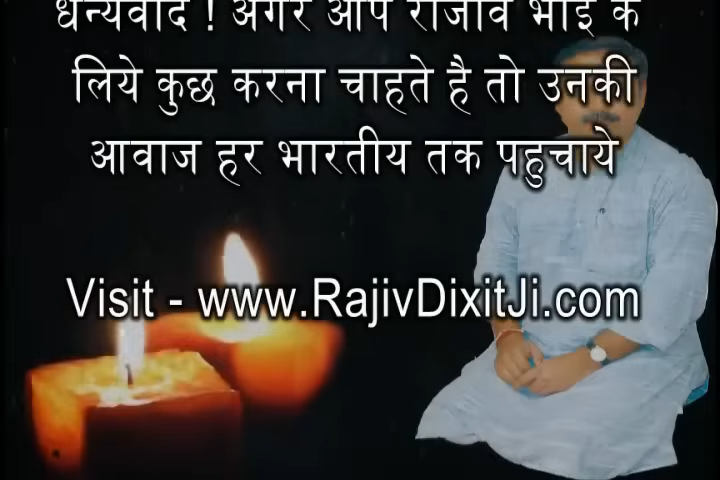 धन्यवाद ! अगर आप राजीव भाई के
लिये कुछ करना चाहते है तो उनकी
आवाज हर भारतीय तक पहुचाये
Visit - www.RajivDixitJi.com